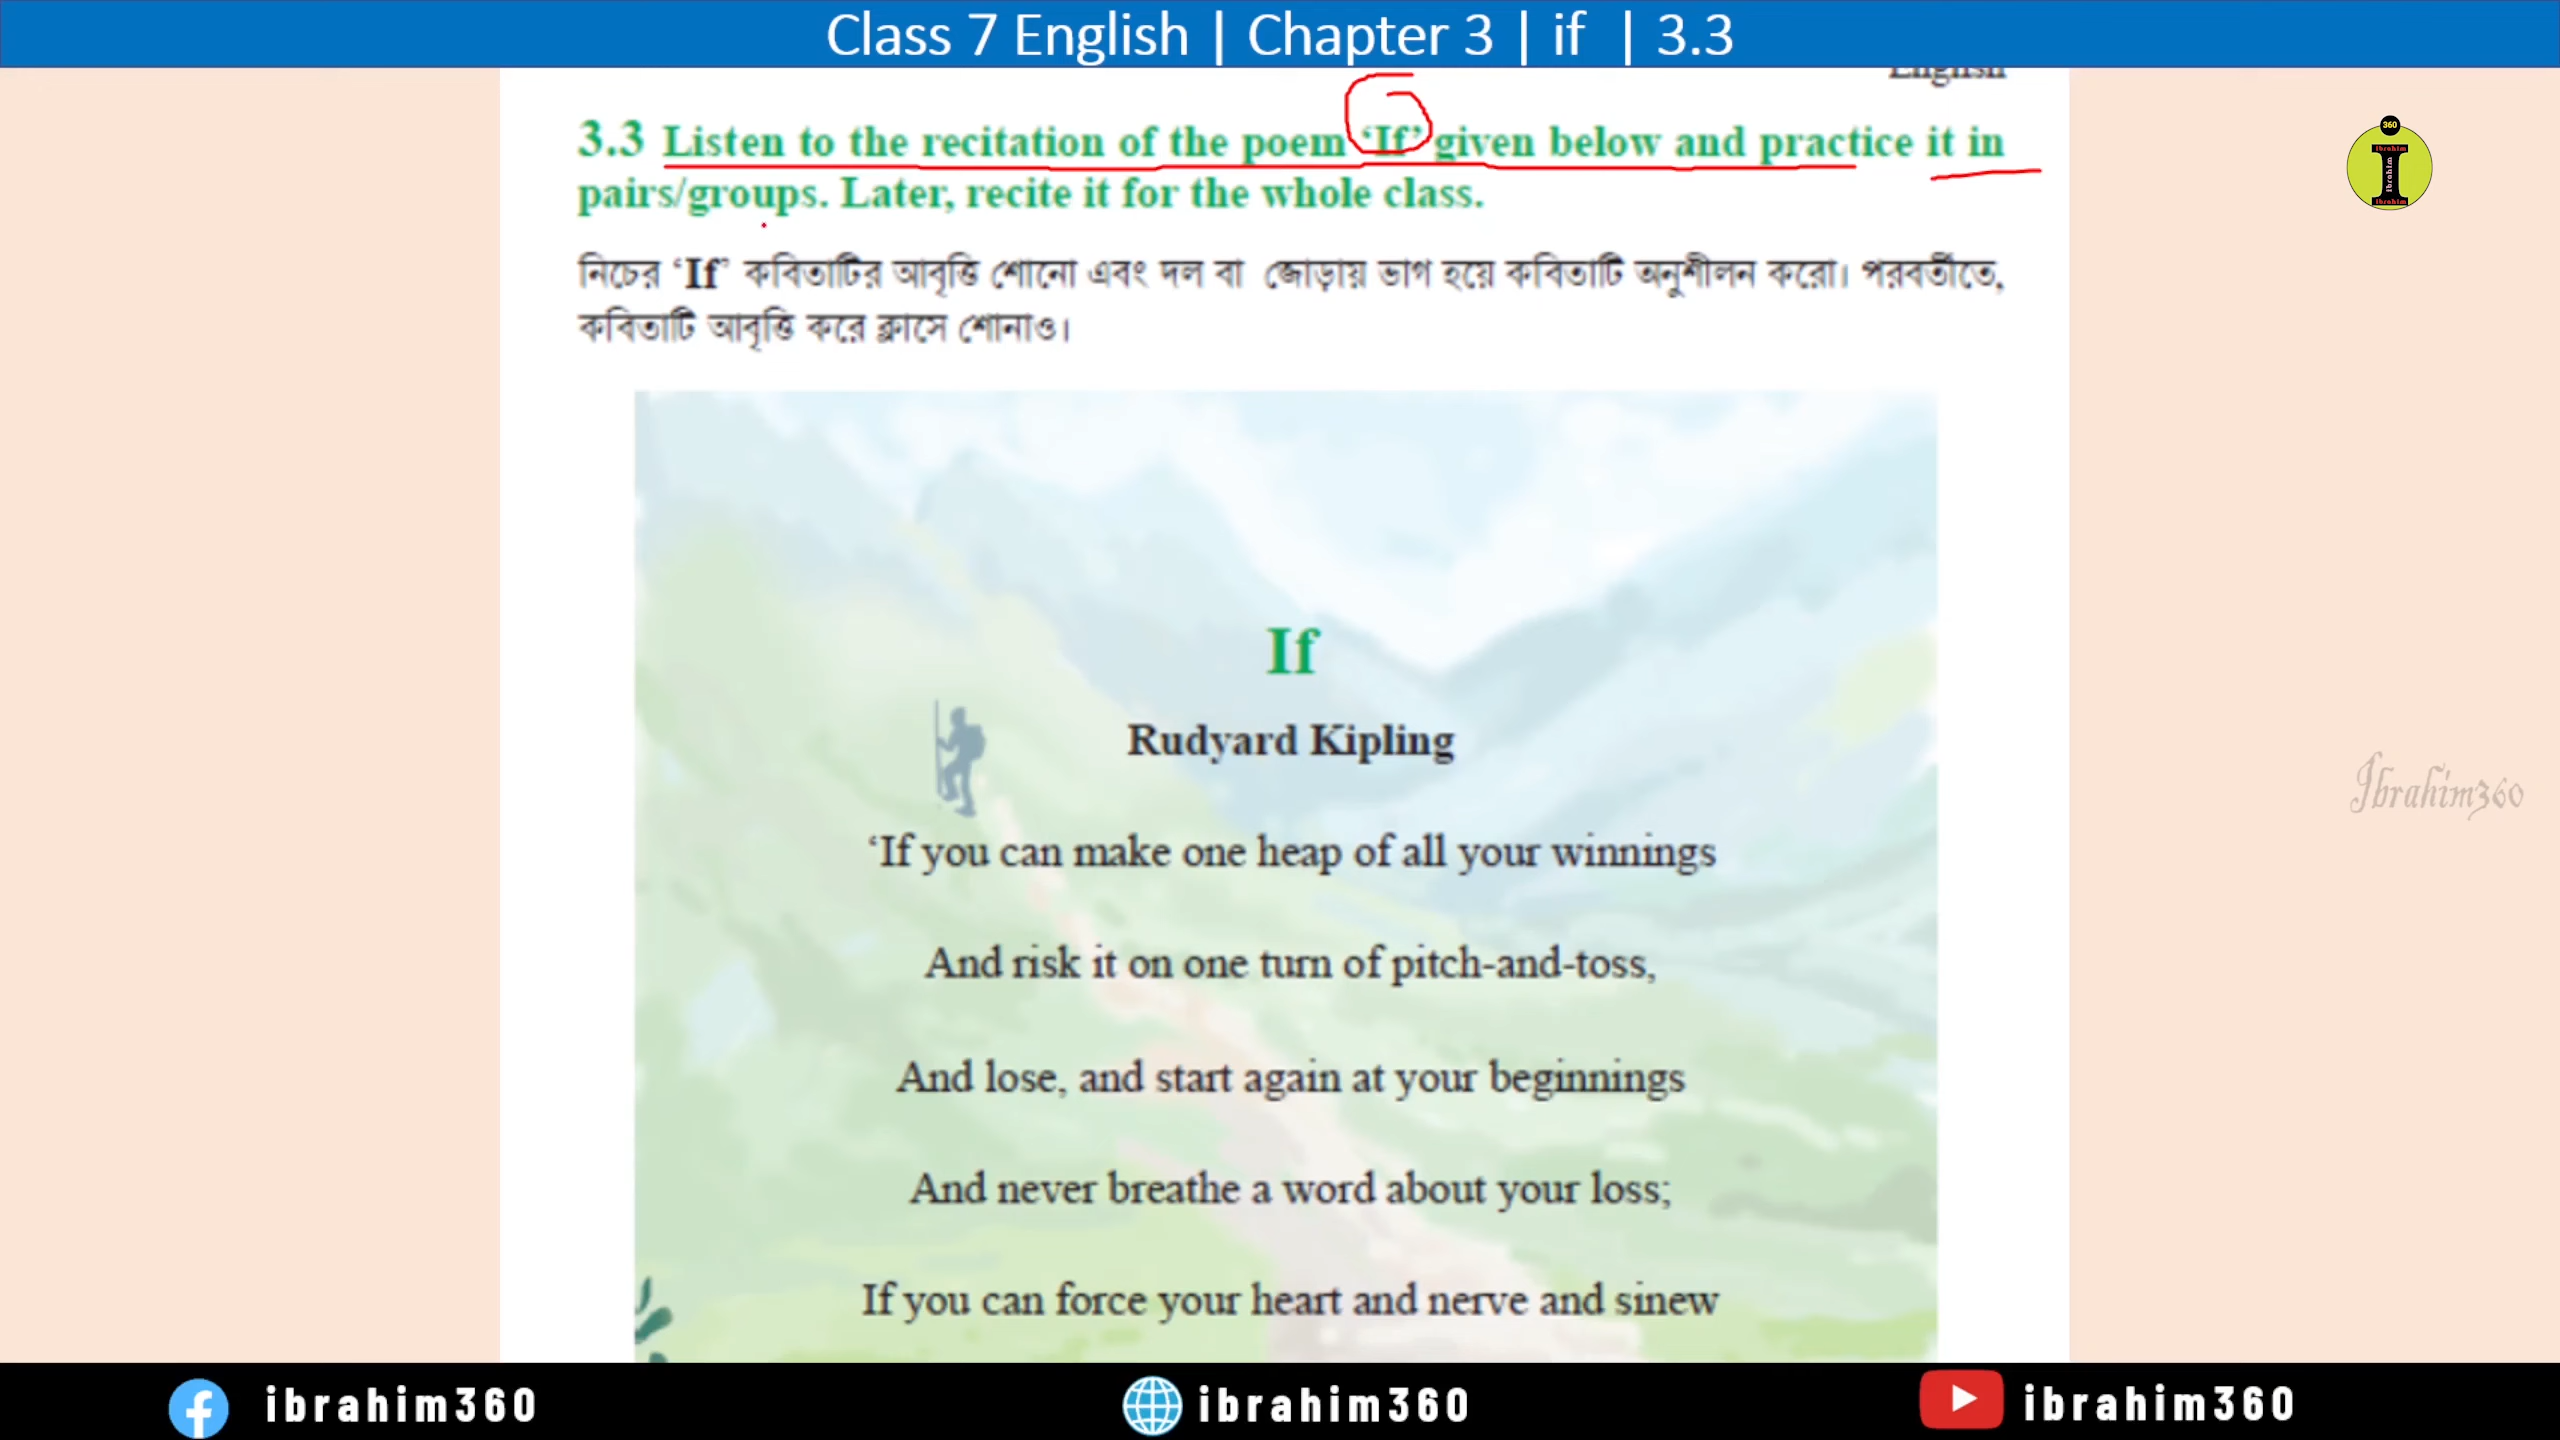 Class 7 English | Chapter 3 | if | 3.3
English
3.3 Listen to the recitation of the poem ‘If’ given below and practice it in
pairs/groups. Later, recite it for the whole class.
নিচের ‘If’ কবিতাটির আবৃত্তি শোনো এবং দল বা জোড়ায় ভাগ হয়ে কবিতাটি অনুশীলন করো। পরবর্তীতে,
কবিতাটি আবৃত্তি করে ক্লাসে শোনাও।
If
Rudyard Kipling
‘If you can make one heap of all your winnings
And risk it on one turn of pitch-and-toss,
And lose, and start again at your beginnings
And never breathe a word about your loss;
If you can force your heart and nerve and sinew
360
Ibrahim
ibrahim
Ibrahim
Ibrahim360
ibrahim360
ibrahim360
ibrahim360